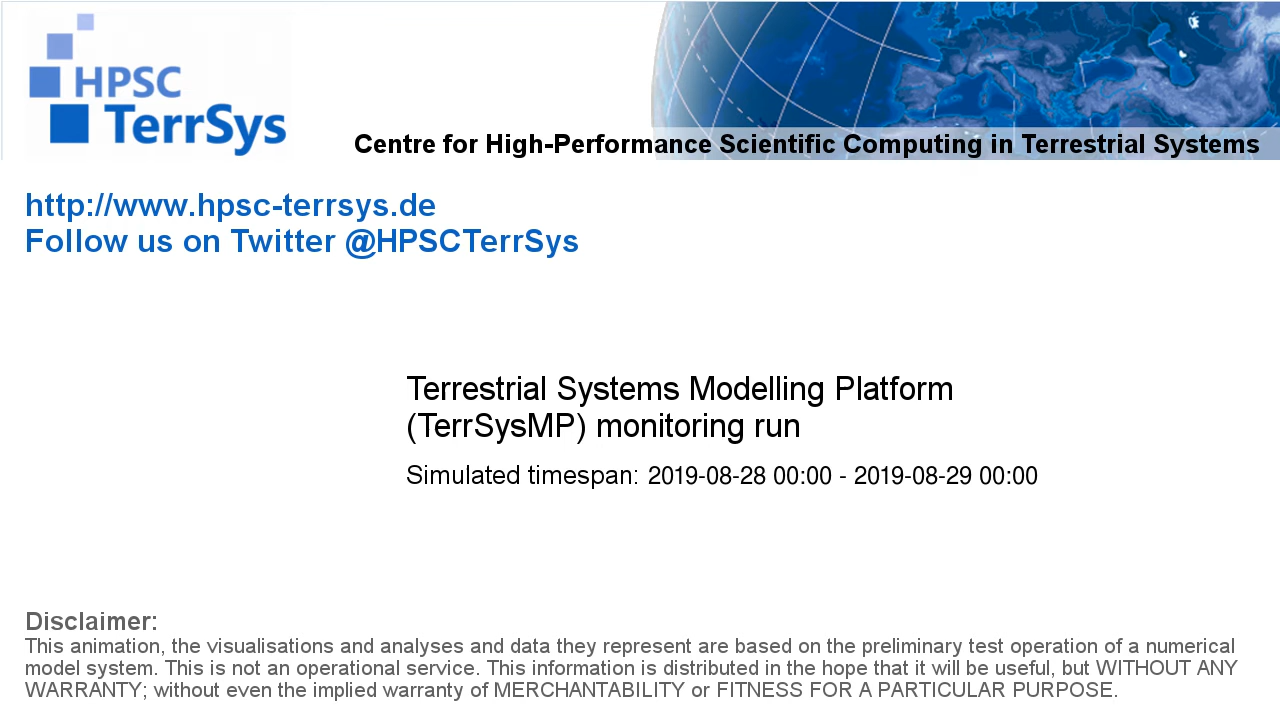 HPSC
TerrSys
Centre for High-Performance Scientific Computing in Terrestrial Systems
http://www.hpsc-terrsys.de
Follow us on Twitter @HPSCTerrSys
Terrestrial Systems Modelling Platform
(TerrSysMP) monitoring run
Simulated timespan: 2019-08-28 00:00 - 2019-08-29 00:00
Disclaimer:
This animation, the visualisations and analyses and data they represent are based on the preliminary test operation of a numerical
model system. This is not an operational service. This information is distributed in the hope that it will be useful, but WITHOUT ANY
WARRANTY; without even the implied warranty of MERCHANTABILITY or FITNESS FOR A PARTICULAR PURPOSE.